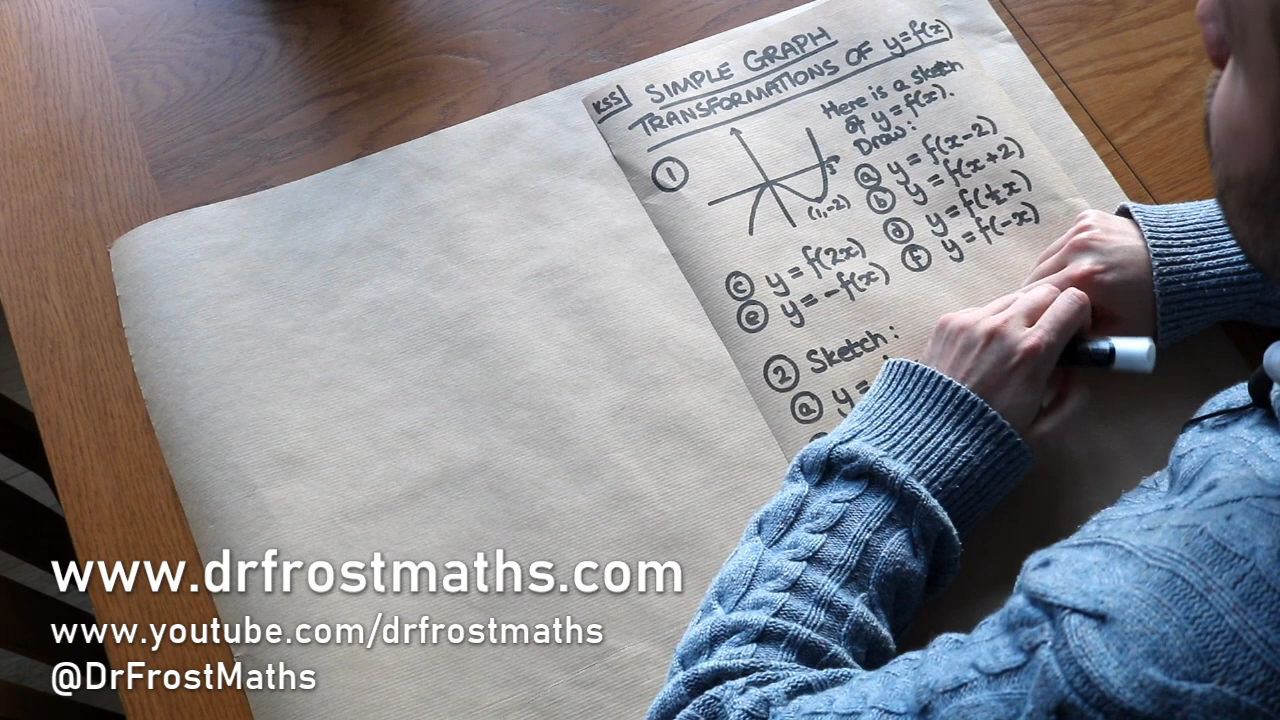 KS5 SIMPLE GRAPH
TRANSFORMATIONS OF y=f(x)
① Here is a sketch
of y=f(x).
Draw:
(1,-2)
ⓐ y=f(x-2)
ⓑ y=f(x+2)
ⓒ y=f(2x)
ⓓ y=f(½x)
ⓔ y=-f(x)
ⓕ y=f(-x)
② Sketch:
ⓐ y=
www.drfrostmaths.com
www.youtube.com/drfrostmaths
@DrFrostMaths